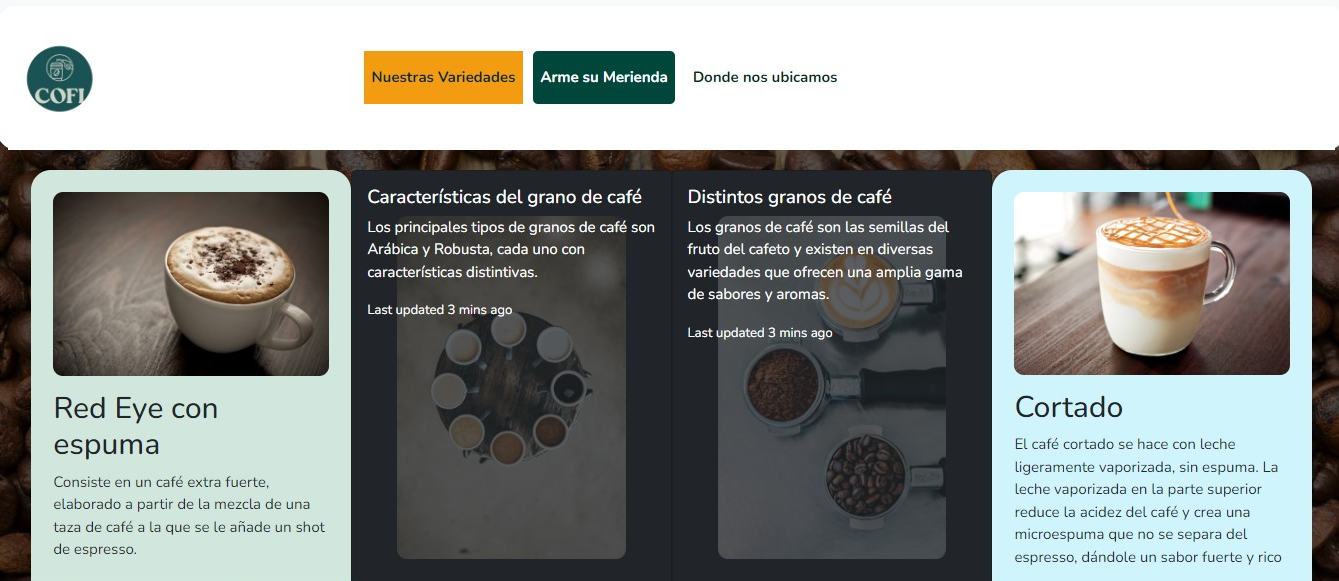 COFI
Nuestras Variedades
Arme su Merienda
Donde nos ubicamos
Red Eye con
espuma
Consiste en un café extra fuerte,
elaborado a partir de la mezcla de una
taza de café a la que se le añade un shot
de espresso.
Características del grano de café
Los principales tipos de granos de café son
Arábica y Robusta, cada uno con
características distintivas.
Last updated 3 mins ago
Distintos granos de café
Los granos de café son las semillas del
fruto del cafeto y existen en diversas
variedades que ofrecen una amplia gama
de sabores y aromas.
Last updated 3 mins ago
Cortado
El café cortado se hace con leche
ligeramente vaporizada, sin espuma. La
leche vaporizada en la parte superior
reduce la acidez del café y crea una
microespuma que no se separa del
espresso, dándole un sabor fuerte y rico